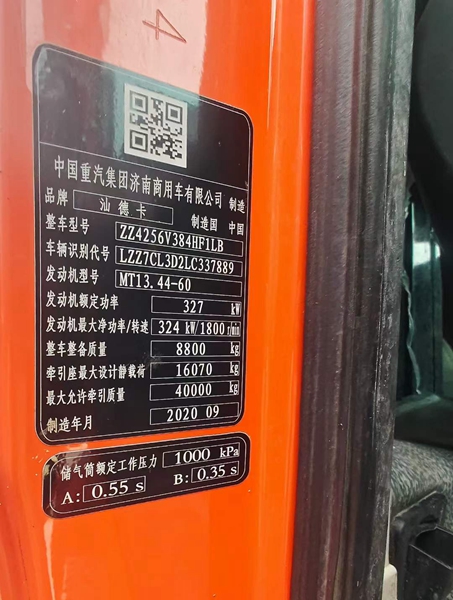 4
中国重汽集团济南商用车有限公司 制造
品牌 汕德卡 制造国 中国
整车型号 ZZ4256V384HF1LB
车辆识别代号 LZZ7CL3D2LC337889
发动机型号 MT13.44-60
发动机额定功率 327 kW
发动机最大净功率/转速 324 kW/1800 r/min
整车整备质量 8800 kg
牵引座最大设计静载荷 16070 kg
最大允许牵引质量 40000 kg
制造年月 2020 09
储气筒额定工作压力 1000 kPa
A: 0.55 s B: 0.35 s